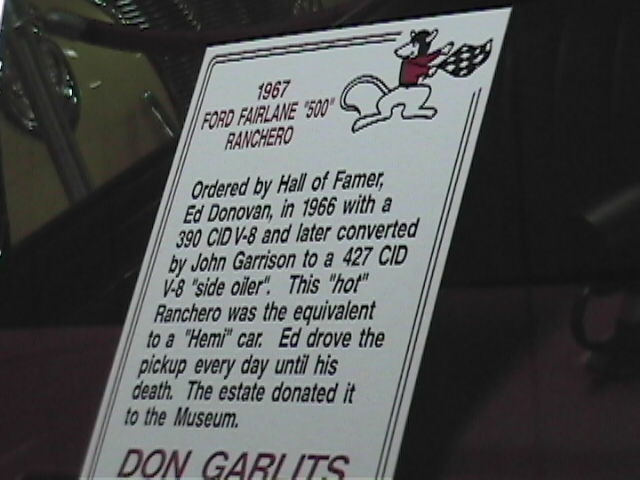 1967
FORD FAIRLANE "500"
RANCHERO
Ordered by Hall of Famer,
Ed Donovan, in 1966 with a
390 CID V-8 and later converted
by John Garrison to a 427 CID
V-8 "side oiler". This "hot"
Ranchero was the equivalent
to a "Hemi" car. Ed drove the
pickup every day until his
death. The estate donated it
to the Museum.
DON GARLITS